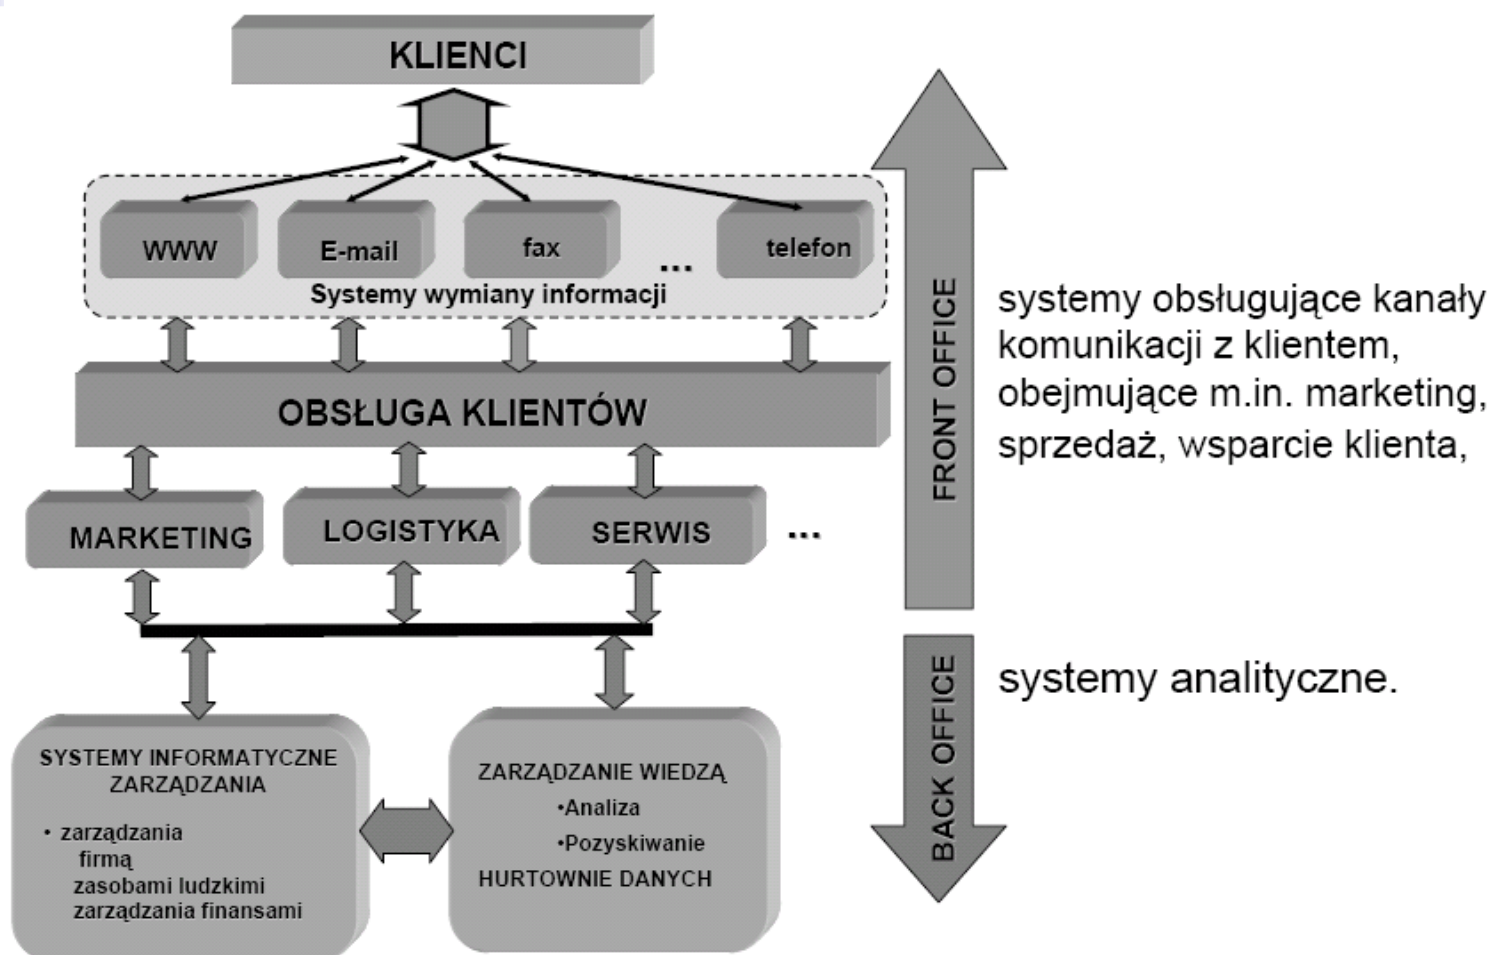 KLIENCI
WWW
E-mail
fax
...
telefon
Systemy wymiany informacji
OBSŁUGA KLIENTÓW
MARKETING
LOGISTYKA
SERWIS
...
SYSTEMY INFORMATYCZNE
ZARZĄDZANIA
• zarządzania
firmą
zasobami ludzkimi
zarządzania finansami
ZARZĄDZANIE WIEDZĄ
•Analiza
•Pozyskiwanie
HURTOWNIE DANYCH
FRONT OFFICE
systemy obsługujące kanały
komunikacji z klientem,
obejmujące m.in. marketing,
sprzedaż, wsparcie klienta,
BACK OFFICE
systemy analityczne.